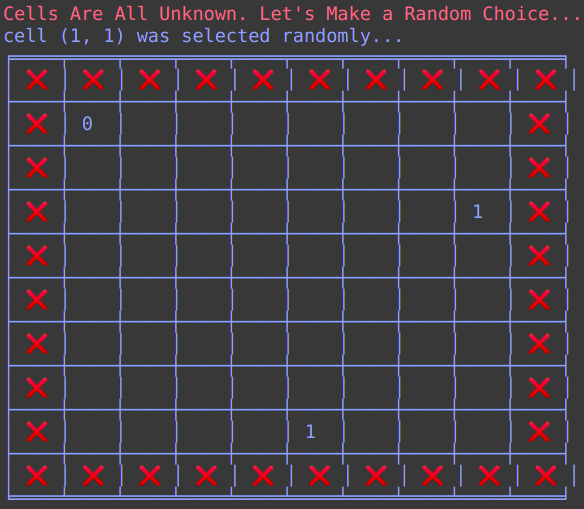 Cells Are All Unknown. Let's Make a Random Choice...
cell (1, 1) was selected randomly...
❌ | ❌ | ❌ | ❌ | ❌ | ❌ | ❌ | ❌ | ❌ | ❌ |
❌ | 0 | | | | | | | | ❌
❌ | | | | | | | | | ❌
❌ | | | | | | | | 1 | ❌
❌ | | | | | | | | | ❌
❌ | | | | | | | | | ❌
❌ | | | | | | | | | ❌
❌ | | | | | | | | | ❌
❌ | | | | | 1 | | | | ❌
❌ | ❌ | ❌ | ❌ | ❌ | ❌ | ❌ | ❌ | ❌ | ❌ |